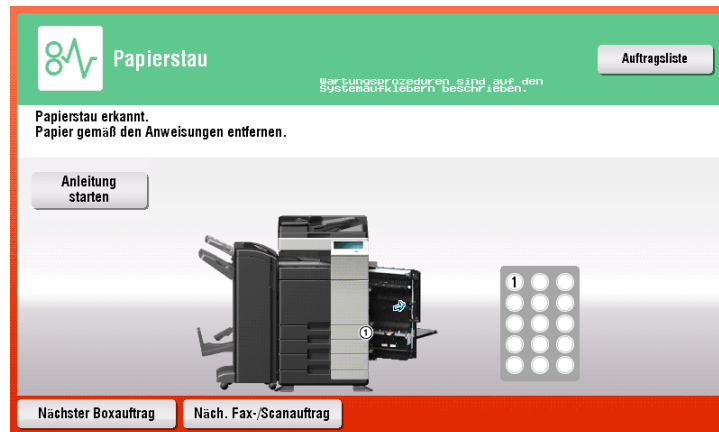 Papierstau
Auftragsliste
Wartungsprozeduren sind auf den
Systemaufklebern beschrieben.
Papierstau erkannt.
Papier gemäß den Anweisungen entfernen.
Anleitung
starten
1
1
Nächster Boxauftrag
Näch. Fax-/Scanauftrag